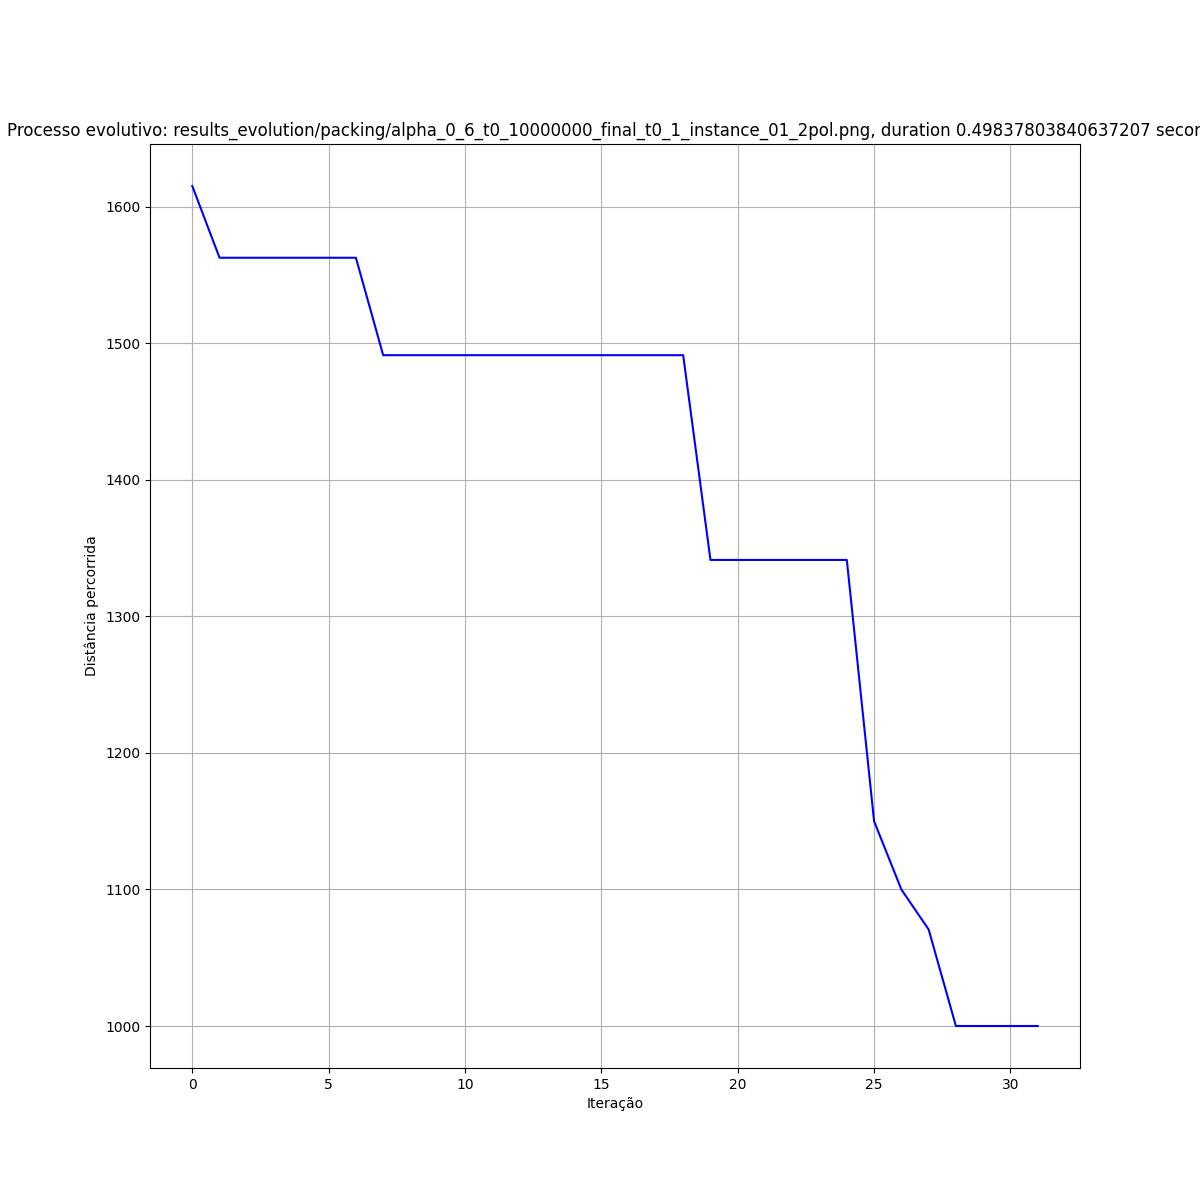 Processo evolutivo: results_evolution/packing/alpha_0_6_t0_10000000_final_t0_1_instance_01_2pol.png, duration 0.49837803840637207 secon
1600
1500
1400
1300
1200
1100
1000
Distância percorrida
0 5 10 15 20 25 30
Iteração